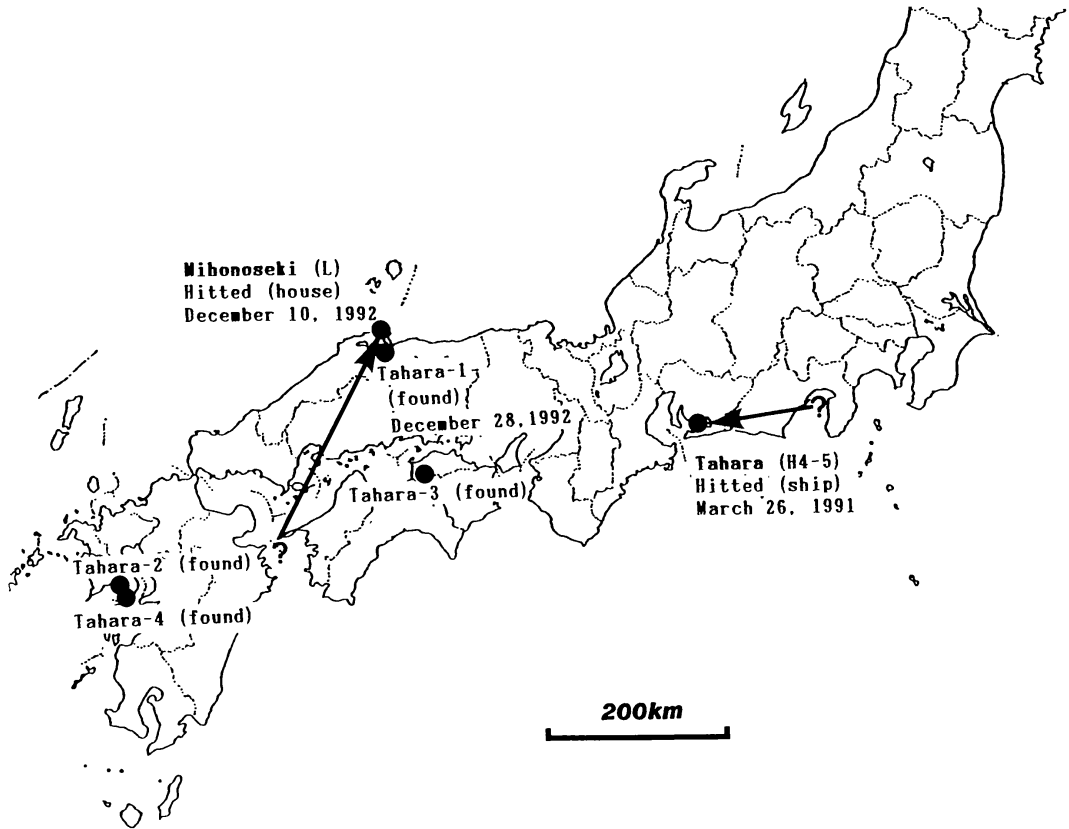 Mihonoseki (L)
Hitted (house)
December 10, 1992
Tahara-1
(found)
December 28,1992
?
Tahara (H4-5)
Hitted (ship)
March 26, 1991
Tahara-3 (found)
?
Tahara-2 (found)
Tahara-4 (found)
200km